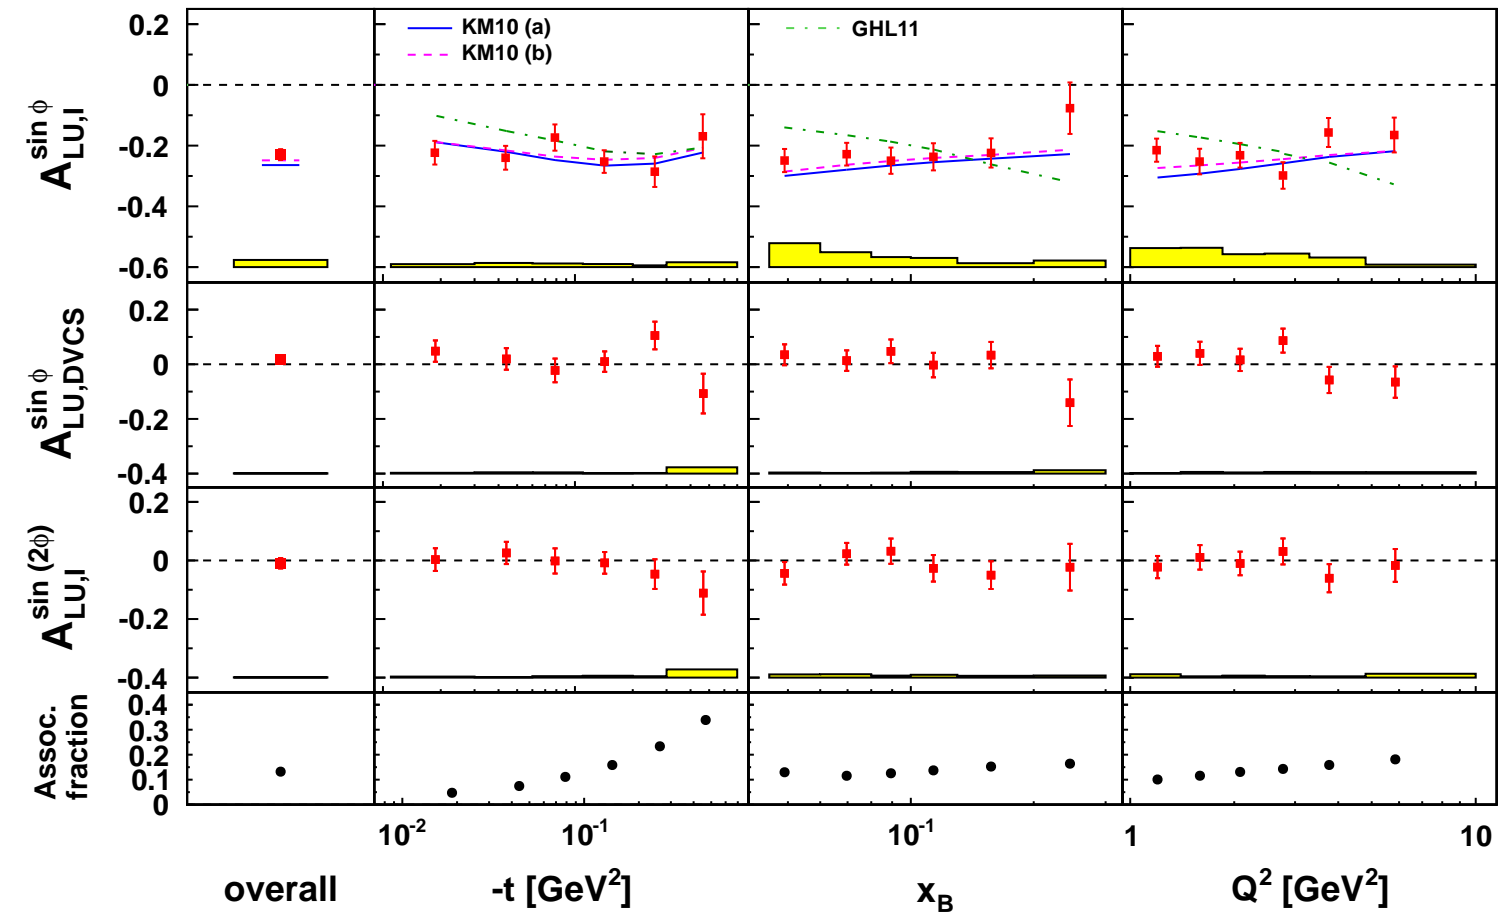 KM10 (a)
KM10 (b)
GHL11
A sin ϕ LU,I
0.2
0
-0.2
-0.4
-0.6
A sin ϕ LU,DVCS
0.2
0
-0.2
-0.4
A sin (2ϕ) LU,I
0.2
0
-0.2
-0.4
Assoc. fraction
0.4
0.3
0.2
0.1
0
10^-2 10^-1 10^-1 1 10
overall -t [GeV^2] x_B Q^2 [GeV^2]